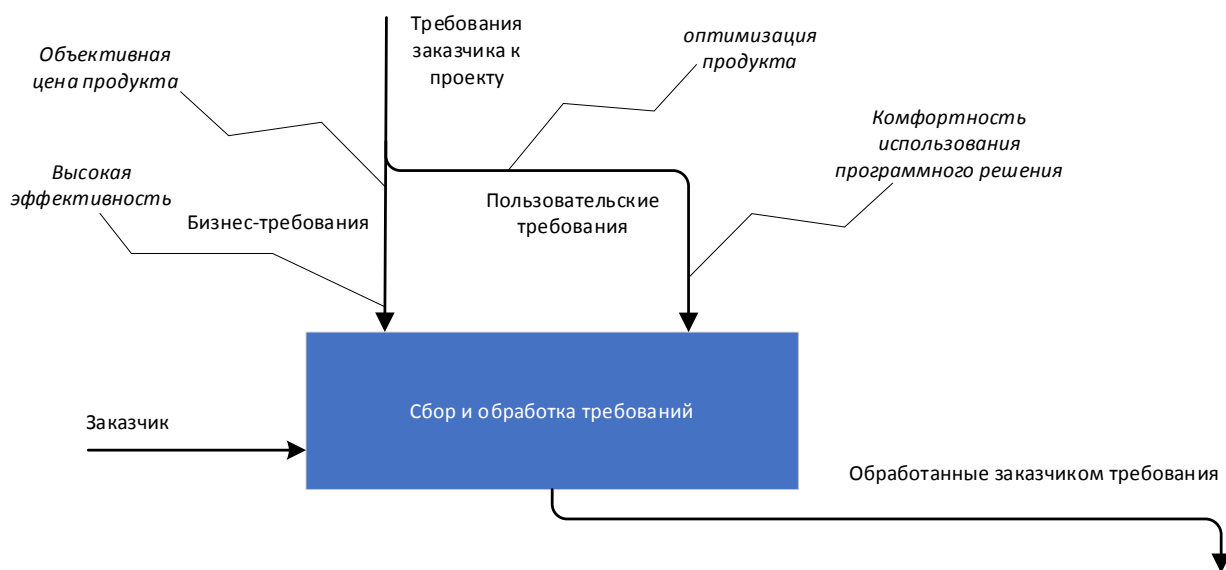 Требования
заказчика к
проекту
оптимизация
продукта
Объективная
цена продукта
Комфортность
использования
программного решения
Высокая
эффективность
Бизнес-требования
Пользовательские
требования
Сбор и обработка требований
Заказчик
Обработанные заказчиком требования